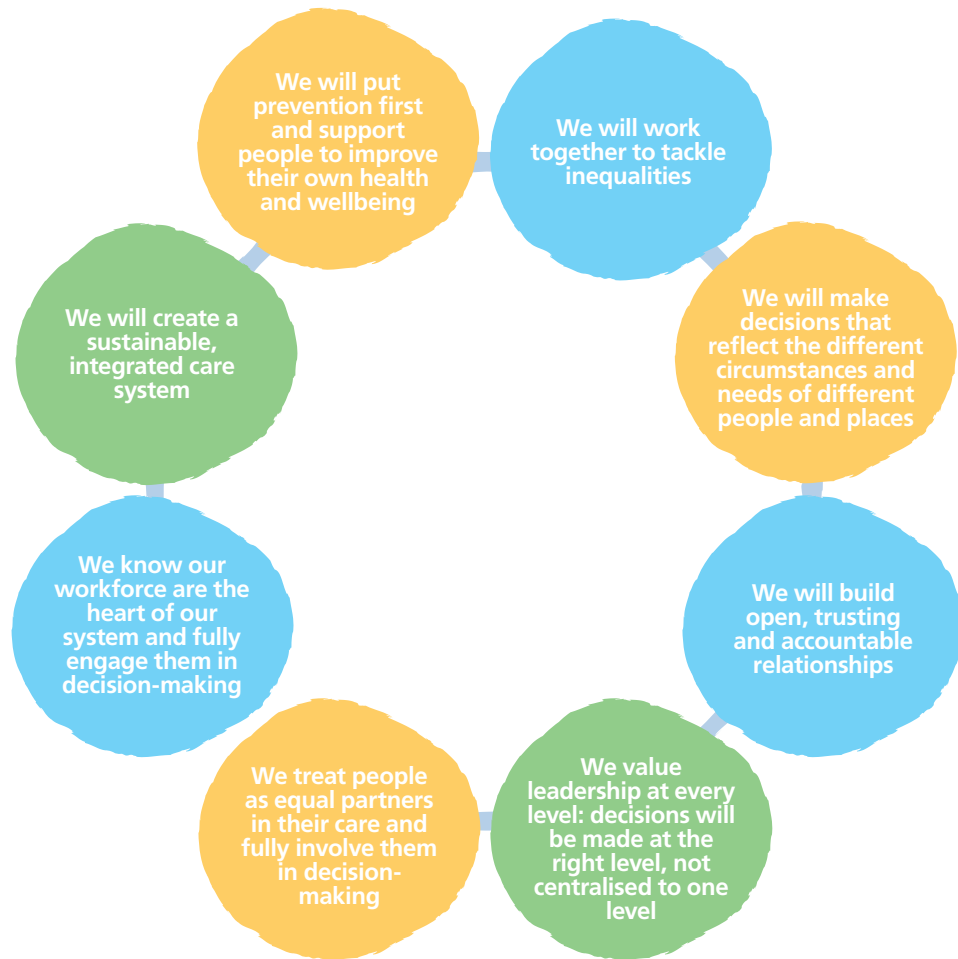 We will put
prevention first
and support
people to improve
their own health
and wellbeing
We will work
together to tackle
inequalities
We will make
decisions that
reflect the different
circumstances and
needs of different
people and places
We will build
open, trusting
and accountable
relationships
We value
leadership at every
level: decisions will
be made at the
right level, not
centralised to one
level
We treat people
as equal partners
in their care and
fully involve them
in decision-
making
We know our
workforce are the
heart of our
system and fully
engage them in
decision-making
We will create a
sustainable,
integrated care
system